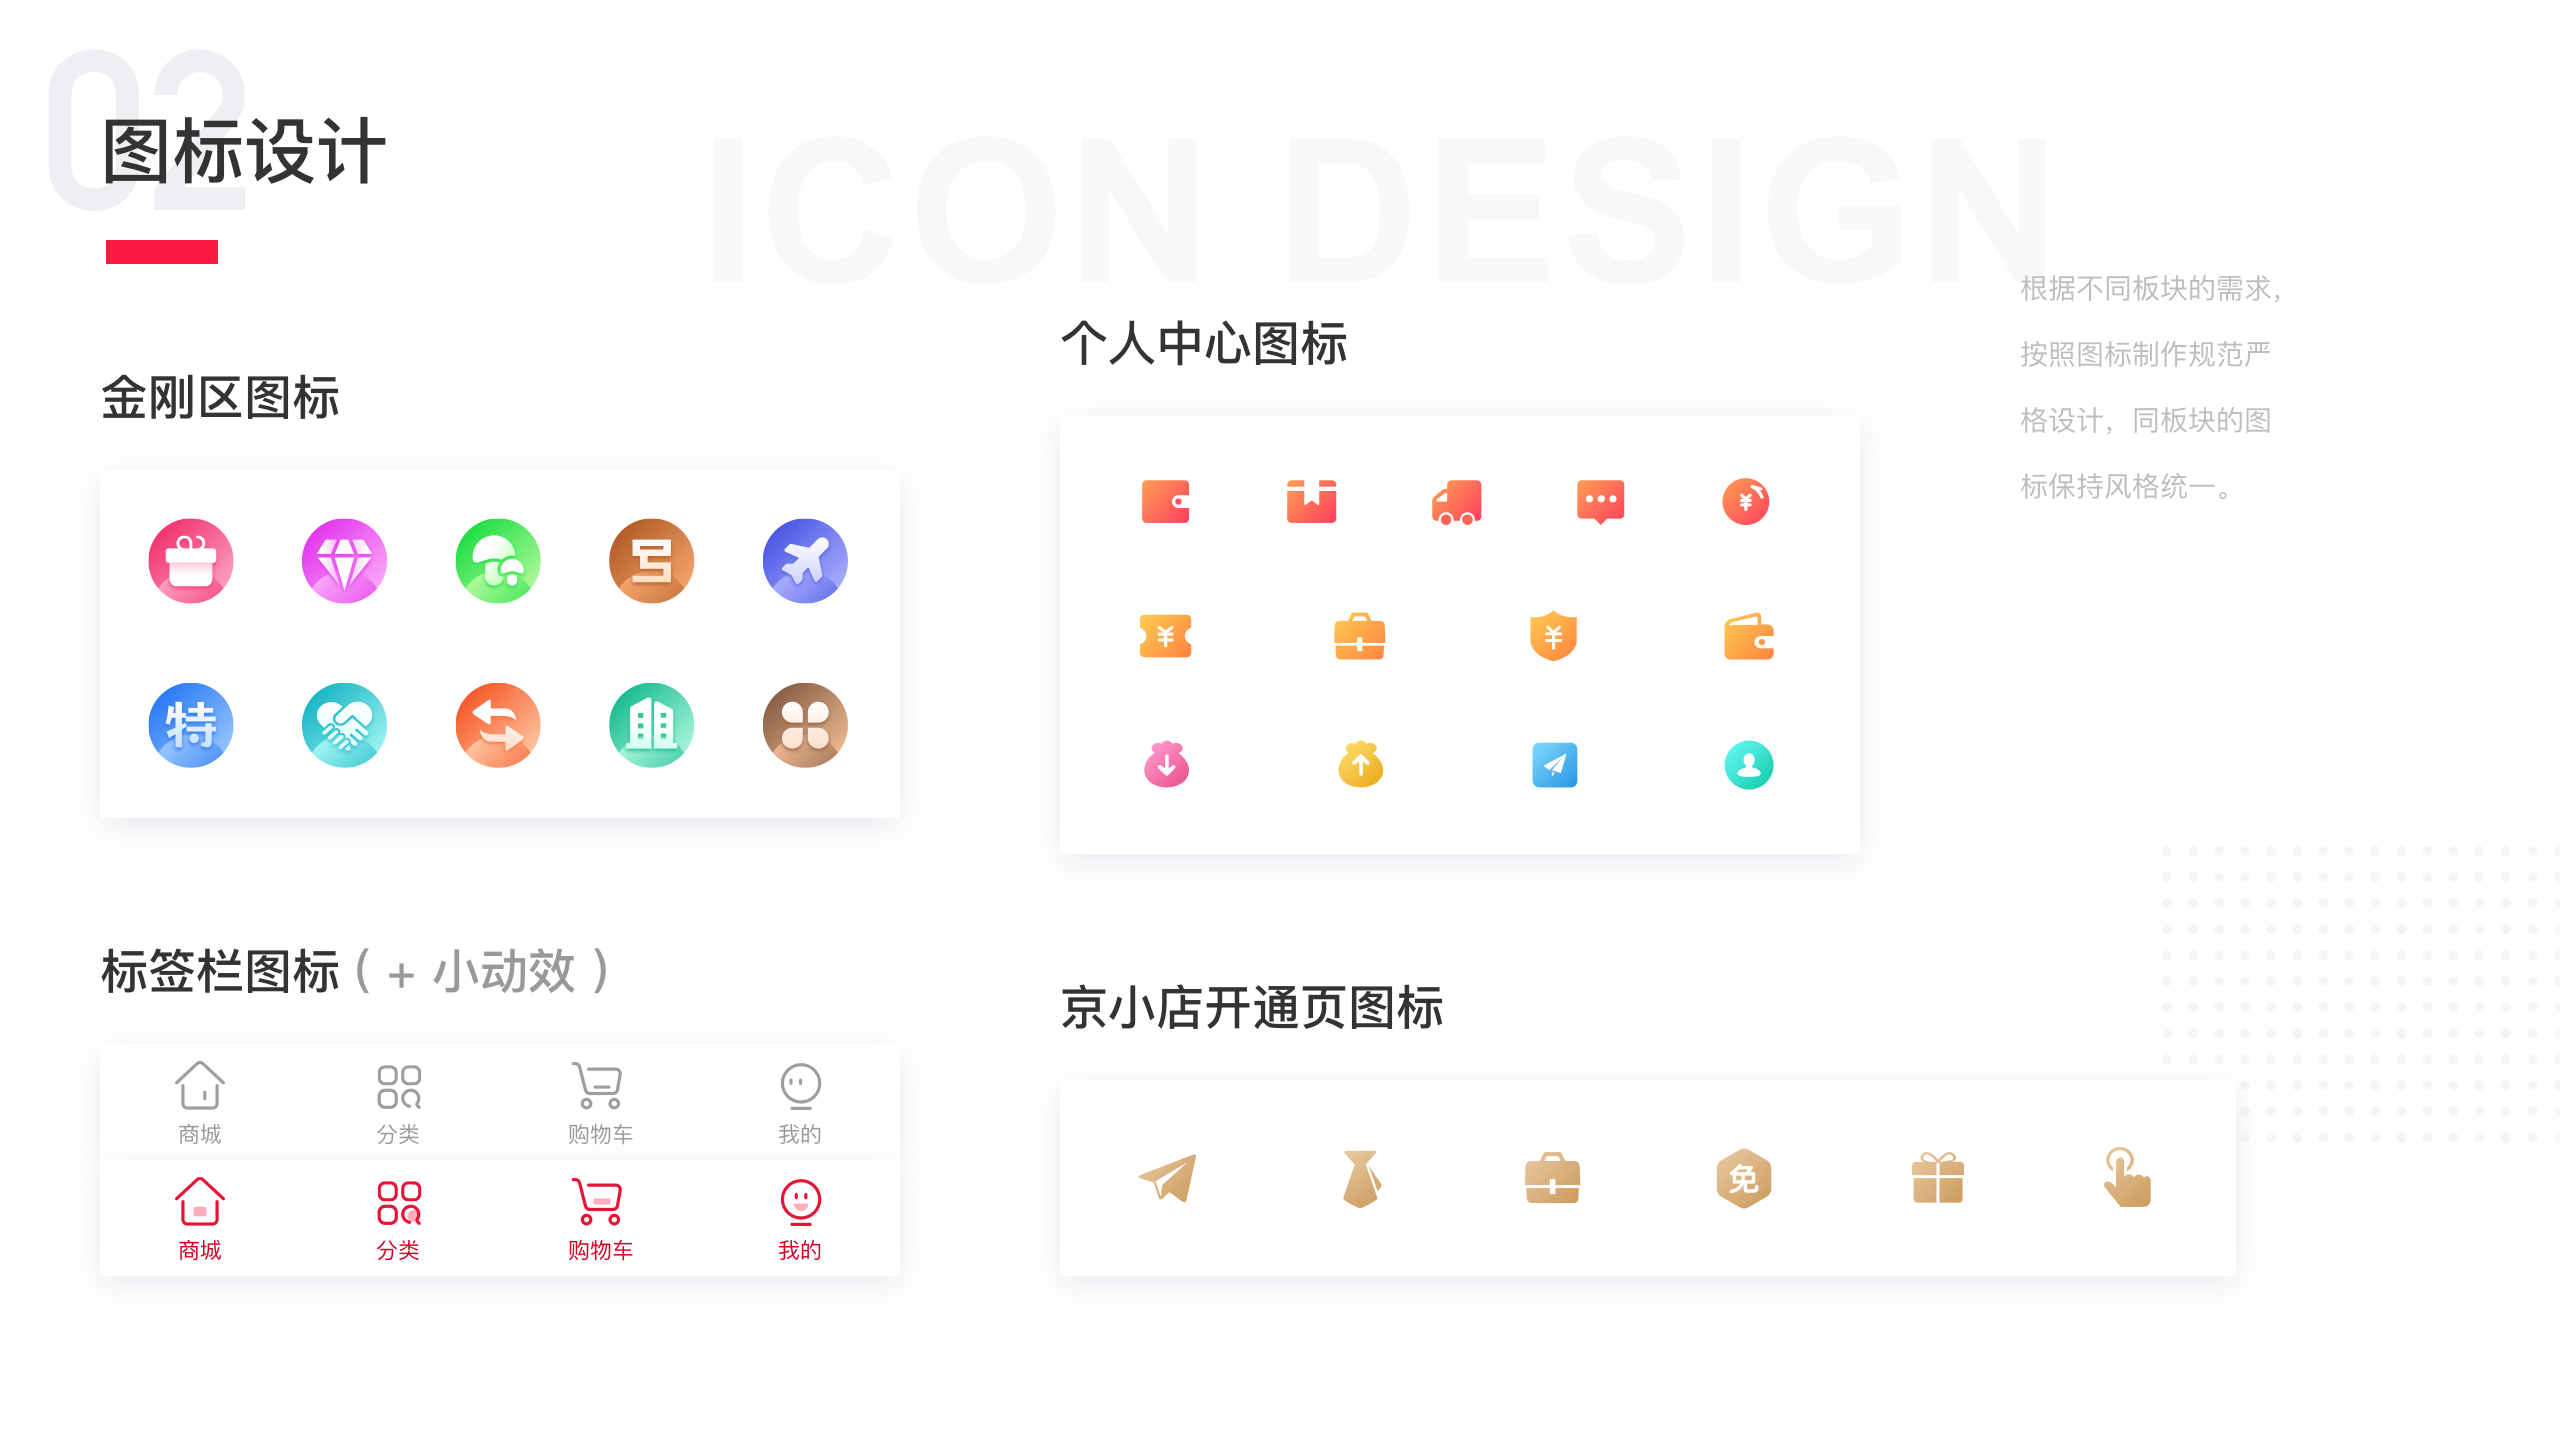 02
图标设计
ICON DESIGN
根据不同板块的需求，
按照图标制作规范严
格设计，同板块的图
标保持风格统一。
金刚区图标
特
个人中心图标
¥
¥
¥
标签栏图标（+ 小动效）
商城 分类 购物车 我的
商城 分类 购物车 我的
京小店开通页图标
免